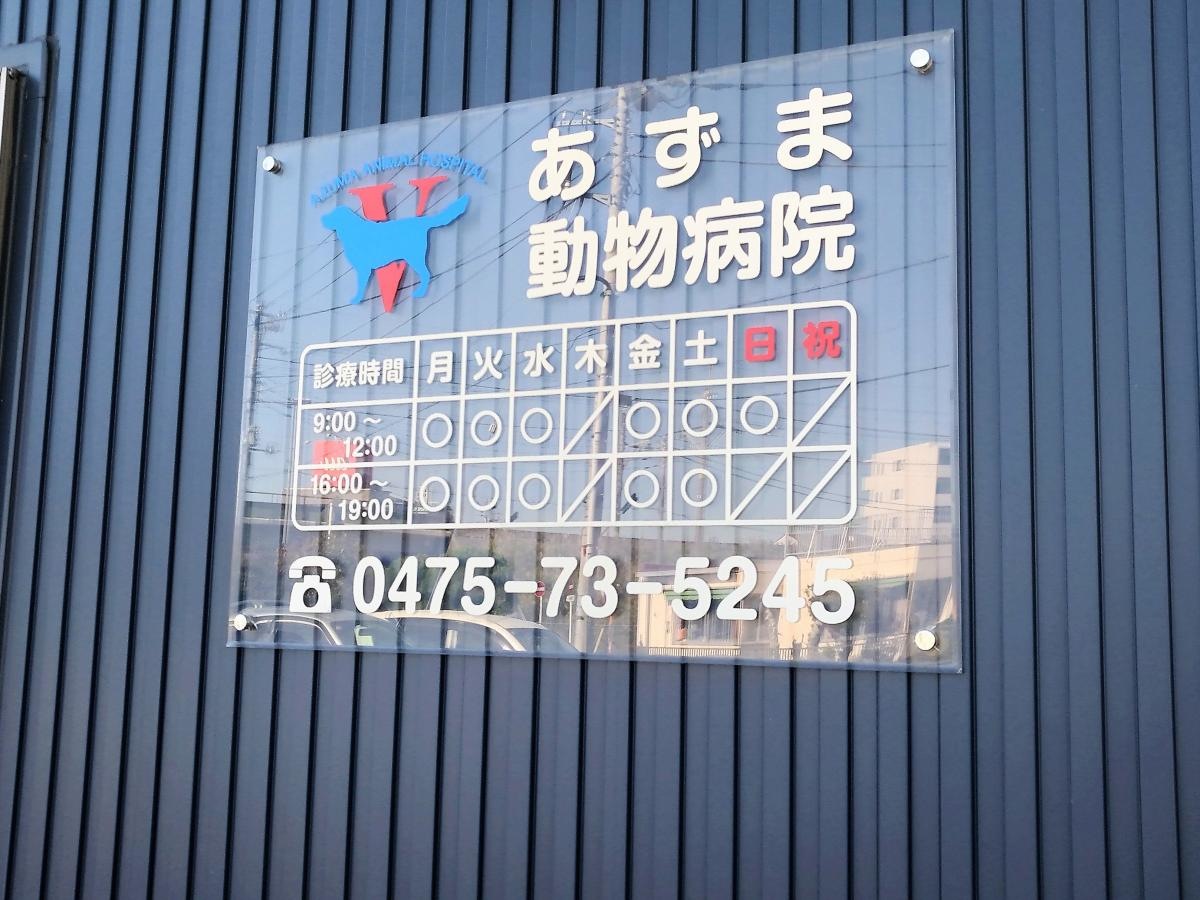 AZUMA ANIMAL HOSPITAL
V
あずま
動物病院
診療時間 月 火 水 木 金 土 日 祝
9:00～12:00 ○ ○ ○ ／ ○ ○ ○ ／
16:00～19:00 ○ ○ ○ ／ ○ ○ ／ ／
☎0475-73-5245